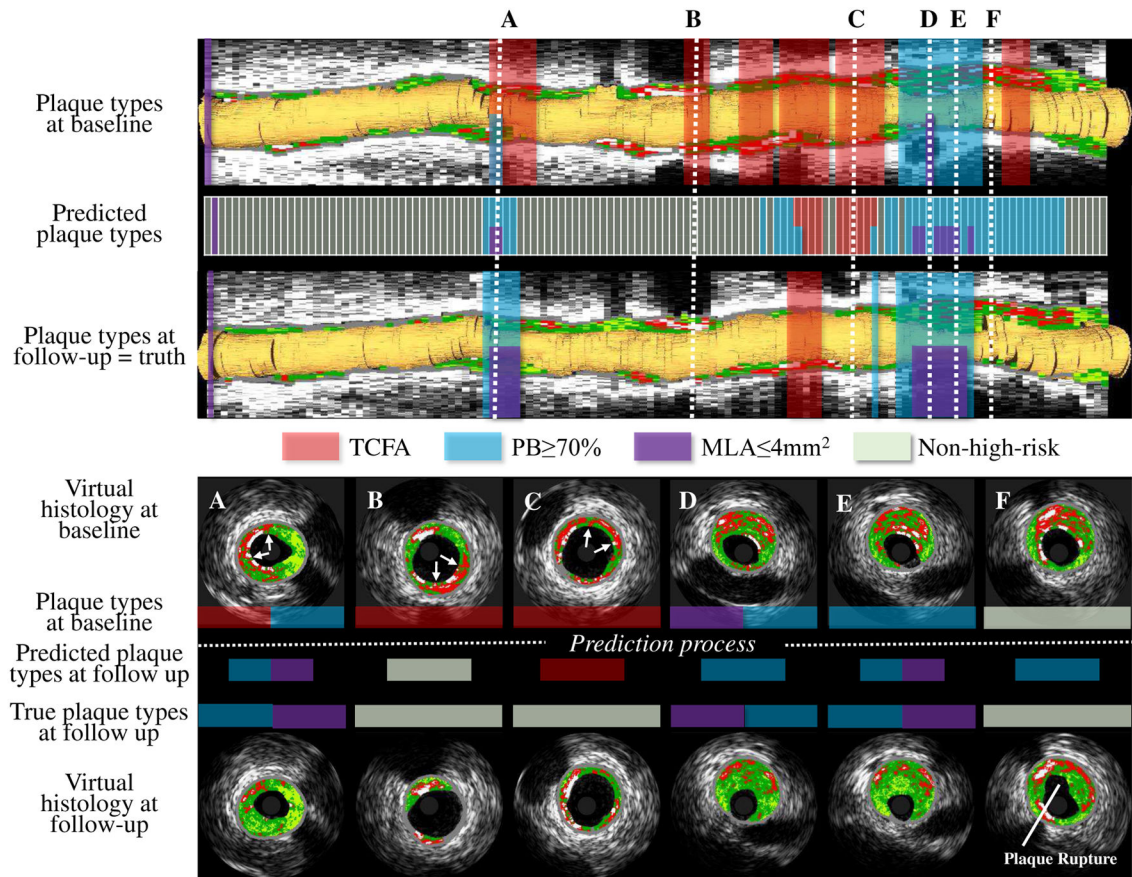 A B C D E F
Plaque types
at baseline
Predicted
plaque types
Plaque types at
follow-up = truth
TCFA PB≥70% MLA≤4mm² Non-high-risk
Virtual
histology at
baseline
A B C D E F
Plaque types
at baseline
Prediction process
Predicted plaque
types at follow up
True plaque types
at follow up
Virtual
histology at
follow-up
Plaque Rupture